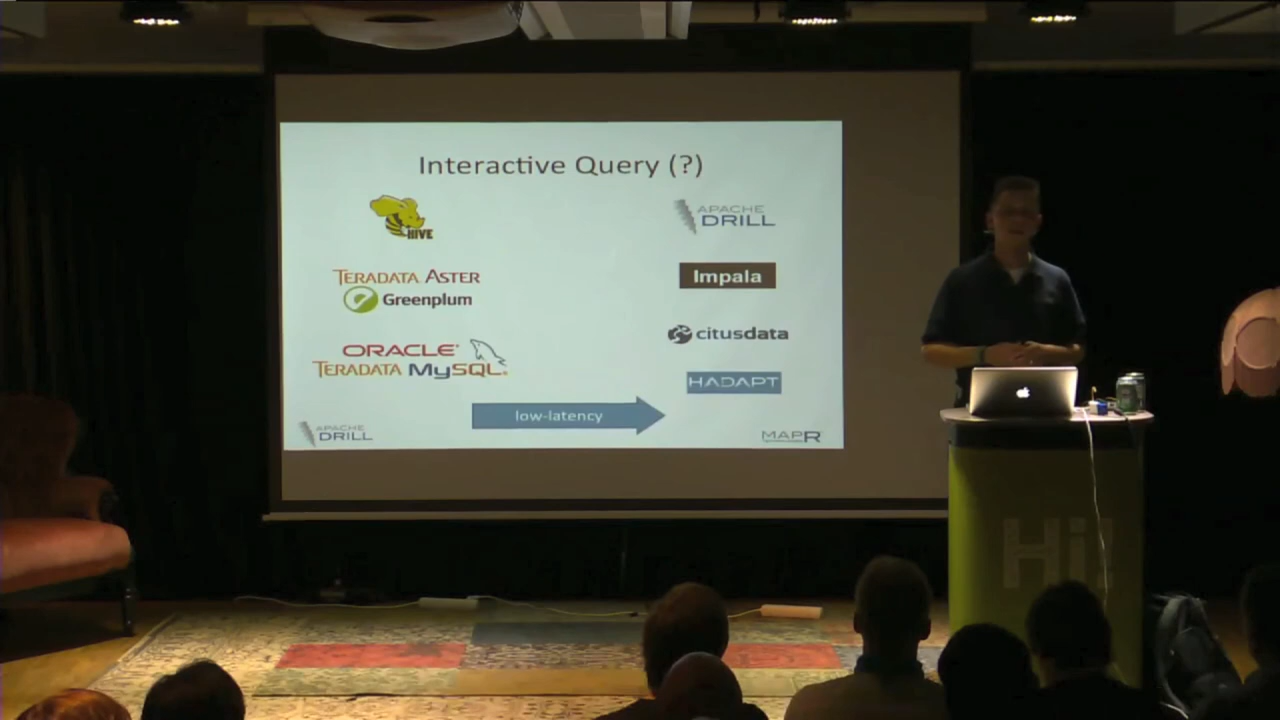 Interactive Query (?)
HIVE
APACHE
DRILL
TERADATA ASTER
Greenplum
Impala
citusdata
ORACLE
TERADATA MySQL
HADAPT
low-latency
APACHE
DRILL
MAPR
Hi